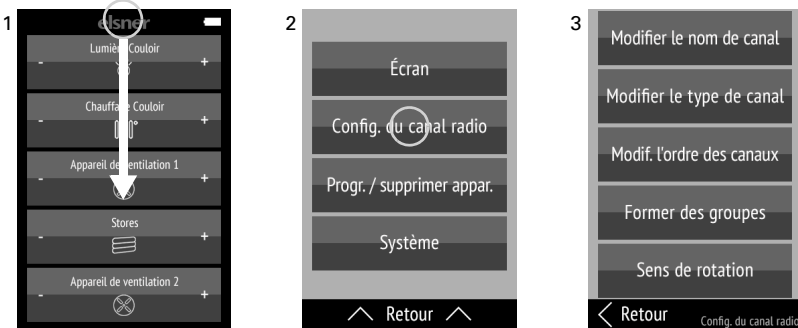 1
elsner
Lumière Couloir
- +
Chauffage Couloir
- +
Appareil de ventilation 1
- +
Stores
- +
Appareil de ventilation 2
- +
2
Écran
Config. du canal radio
Progr. / supprimer appar.
Système
Retour
3
Modifier le nom de canal
Modifier le type de canal
Modif. l'ordre des canaux
Former des groupes
Sens de rotation
Retour Config. du canal radio